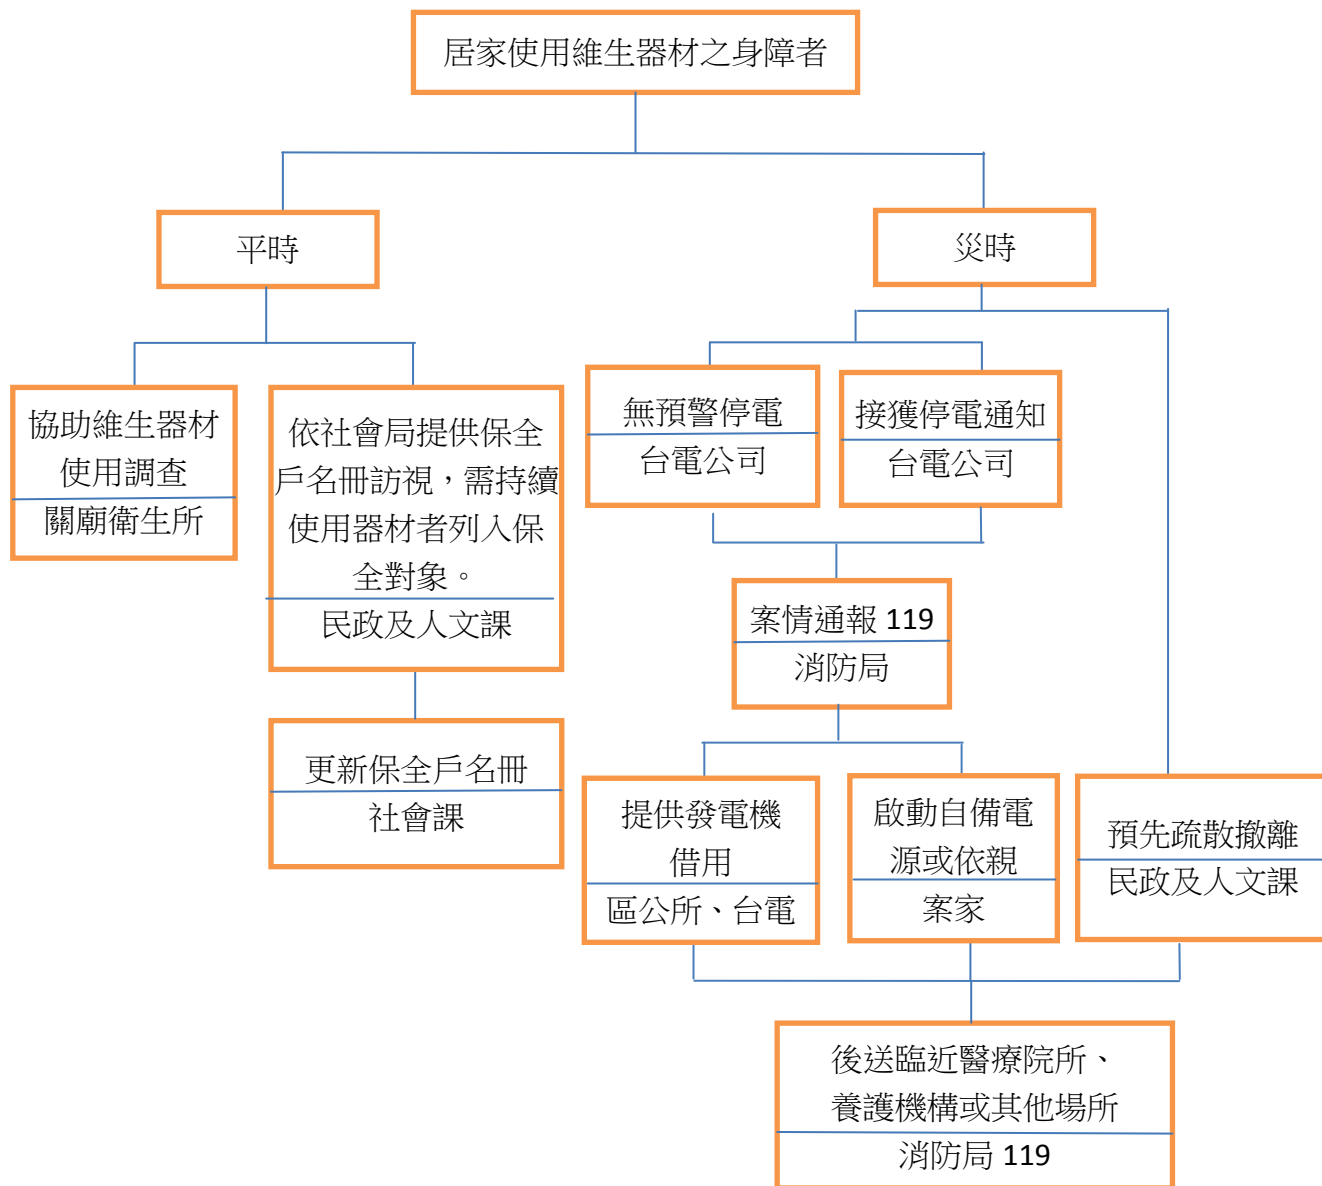 居家使用維生器材之身障者
平時
災時
協助維生器材
使用調查
關廟衛生所
依社會局提供保全
戶名冊訪視，需持續
使用器材者列入保
全對象。
民政及人文課
更新保全戶名冊
社會課
無預警停電
台電公司
接獲停電通知
台電公司
案情通報 119
消防局
提供發電機
借用
區公所、台電
啟動自備電
源或依親
案家
預先疏散撤離
民政及人文課
後送臨近醫療院所、
養護機構或其他場所
消防局 119